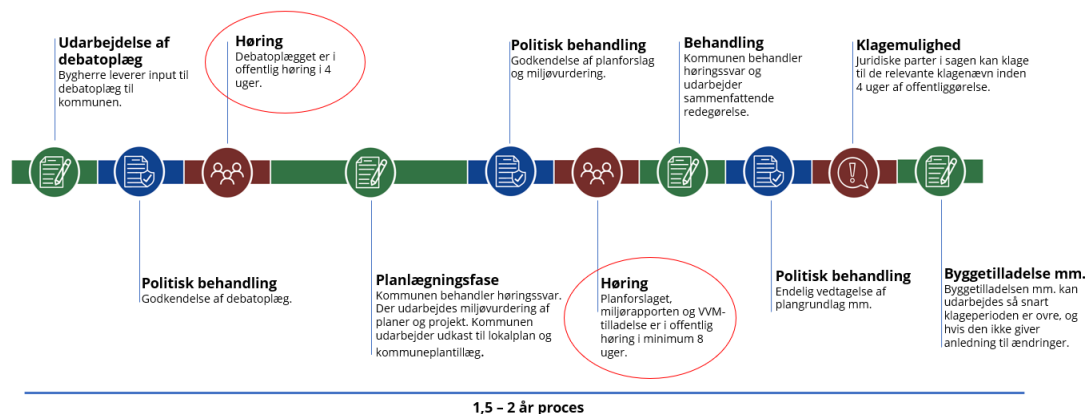 Udarbejdelse af
debatoplæg
Bygherre leverer input til
debatoplæg til
kommunen.
Politisk behandling
Godkendelse af debatoplæg.
Høring
Debatoplægget er i
offentlig høring i 4
uger.
Planlægningsfase
Kommunen behandler høringssvar.
Der udarbejdes miljøvurdering af
planer og projekt. Kommunen
udarbejder udkast til lokalplan og
kommuneplantillæg.
Politisk behandling
Godkendelse af planforslag
og miljøvurdering.
Høring
Planforslaget,
miljørapporten og VVM-
tilladelse er i offentlig
høring i minimum 8
uger.
Behandling
Kommunen behandler
høringssvar og
udarbejder
sammenfattende
redegørelse.
Politisk behandling
Endelig vedtagelse af
plangrundlag mm.
Klagemulighed
Juridiske parter i sagen kan klage
til de relevante klagenævn inden
4 uger af offentliggørelse.
Byggetilladelse mm.
Byggetilladelsen mm. kan
udarbejdes så snart
klageperioden er ovre, og
hvis den ikke giver
anledning til ændringer.
1,5 – 2 år proces